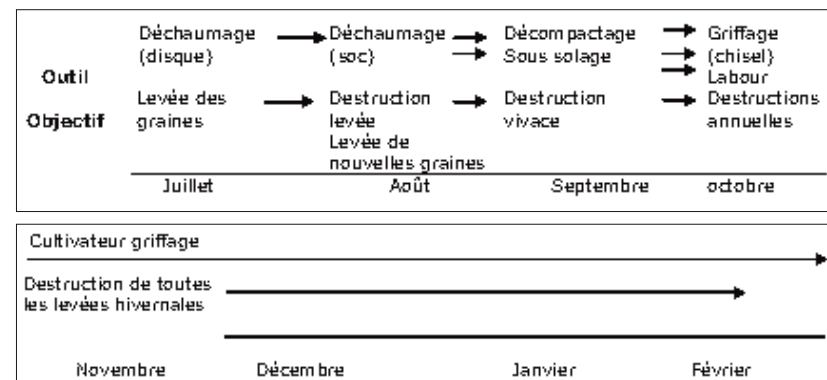 Déchaumage Déchaumage Décompactage Griffage
(disque) (soc) Sous solage (chisel)
Outil Labour
Levée des Destruction Destruction Destructions
Objectif graines levée vivace annuelles
Levée de
nouvelles graines
Juillet Août Septembre octobre
Cultivateur griffage
Destruction de toutes
les levées hivernales
Novembre Décembre Janvier Février